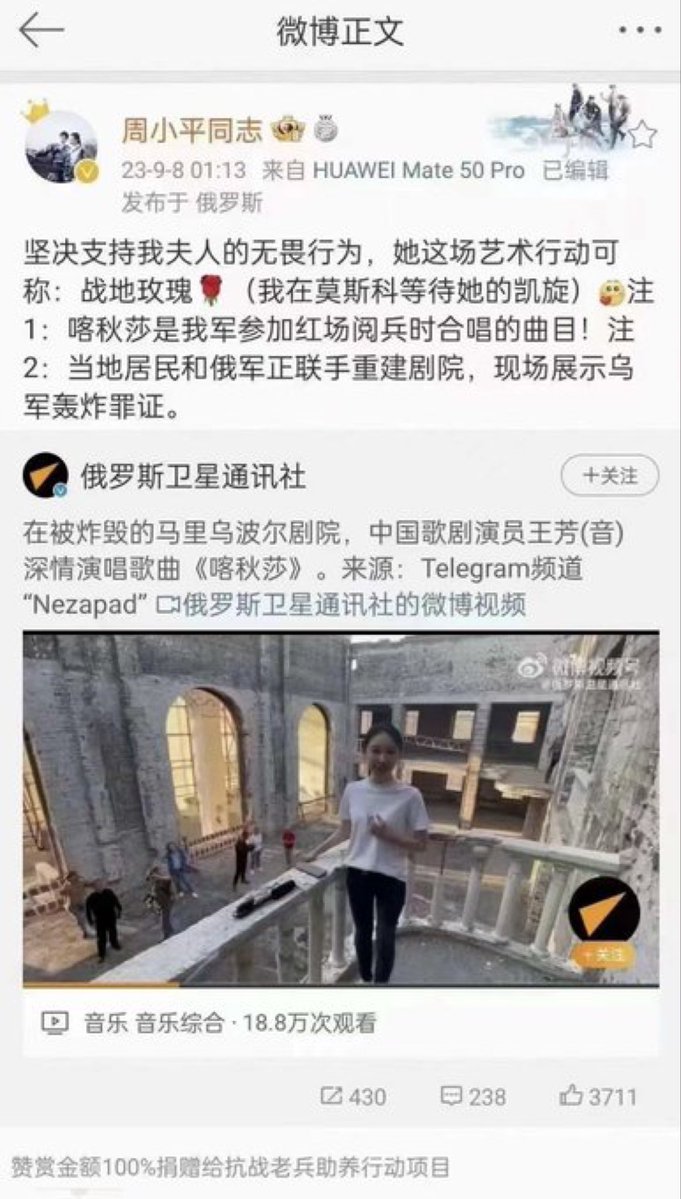 微博正文
周小平同志
23-9-8 01:13 来自 HUAWEI Mate 50 Pro 已编辑
发布于 俄罗斯
坚决支持我夫人的无畏行为，她这场艺术行动可
称：战地玫瑰🌹（我在莫斯科等待她的凯旋）注
1：喀秋莎是我军参加红场阅兵时合唱的曲目！注
2：当地居民和俄军正联手重建剧院，现场展示乌
军轰炸罪证。
俄罗斯卫星通讯社
+关注
在被炸毁的马里乌波尔剧院，中国歌剧演员王芳(音)
深情演唱歌曲《喀秋莎》。来源：Telegram频道
“Nezapad” 俄罗斯卫星通讯社的微博视频
微博视频号
@俄罗斯卫星通讯社
+关注
音乐 音乐综合 · 18.8万次观看
430 238 3711
赞赏金额100%捐赠给抗战老兵助养行动项目